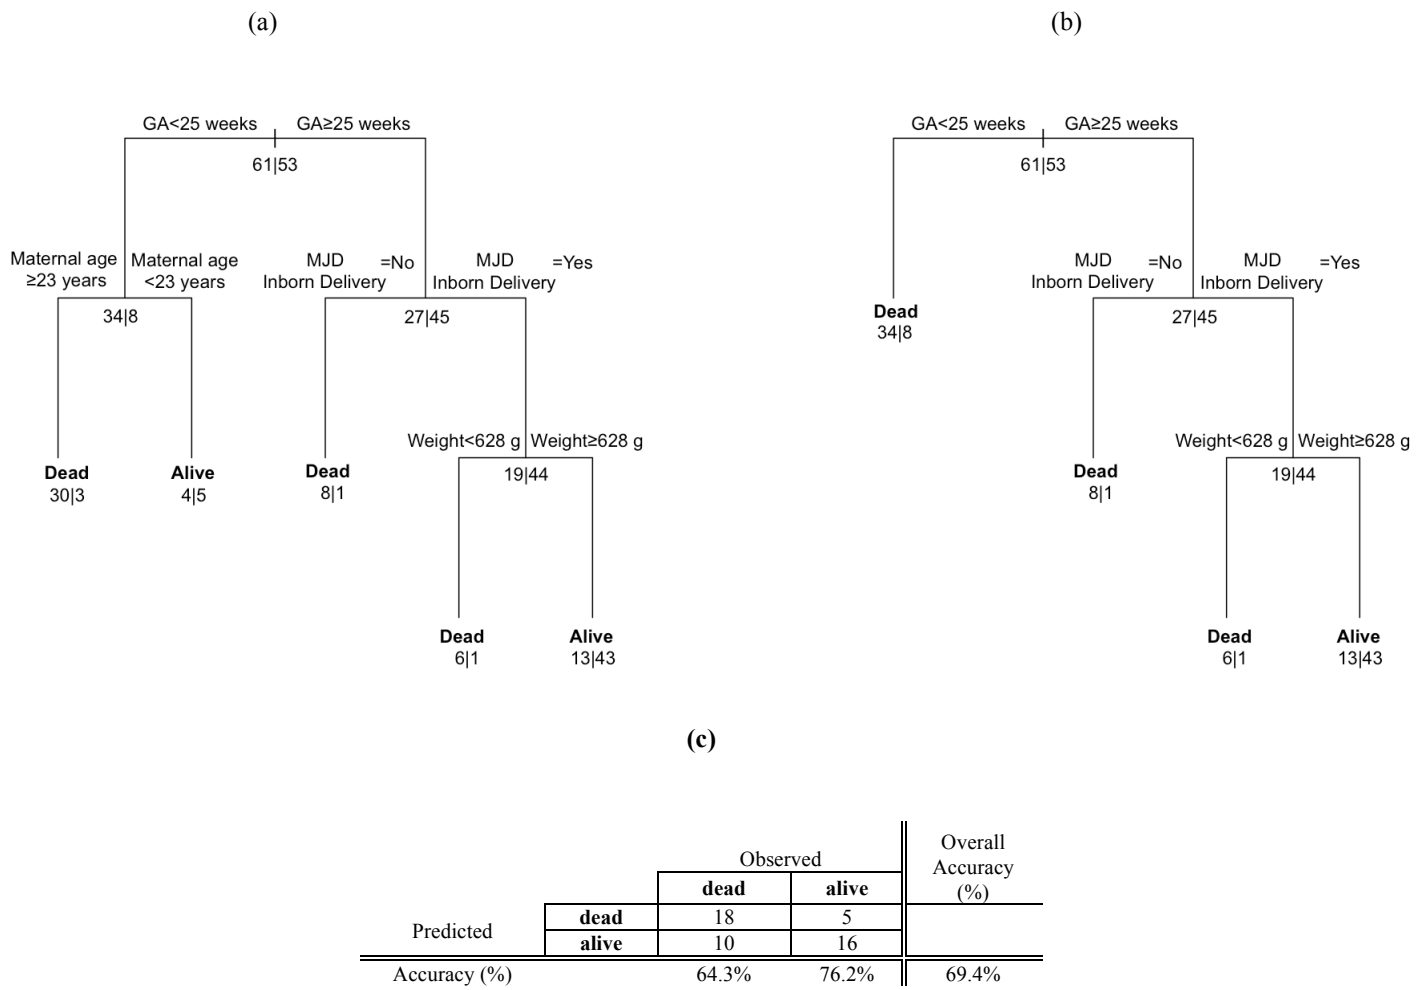 (a)
GA<25 weeks GA≥25 weeks
61|53
Maternal age
≥23 years
Maternal age
<23 years
34|8
MJD
Inborn Delivery
=No
MJD
Inborn Delivery
=Yes
27|45
Weight<628 g Weight≥628 g
19|44
Dead
30|3
Alive
4|5
Dead
8|1
Dead
6|1
Alive
13|43
(b)
GA<25 weeks GA≥25 weeks
61|53
MJD
Inborn Delivery
=No
MJD
Inborn Delivery
=Yes
Dead
34|8
27|45
Weight<628 g Weight≥628 g
19|44
Dead
8|1
Dead
6|1
Alive
13|43
(c)
Observed
Overall
Accuracy
(%)
dead alive
Predicted
dead 18 5
alive 10 16
Accuracy (%) 64.3% 76.2% 69.4%